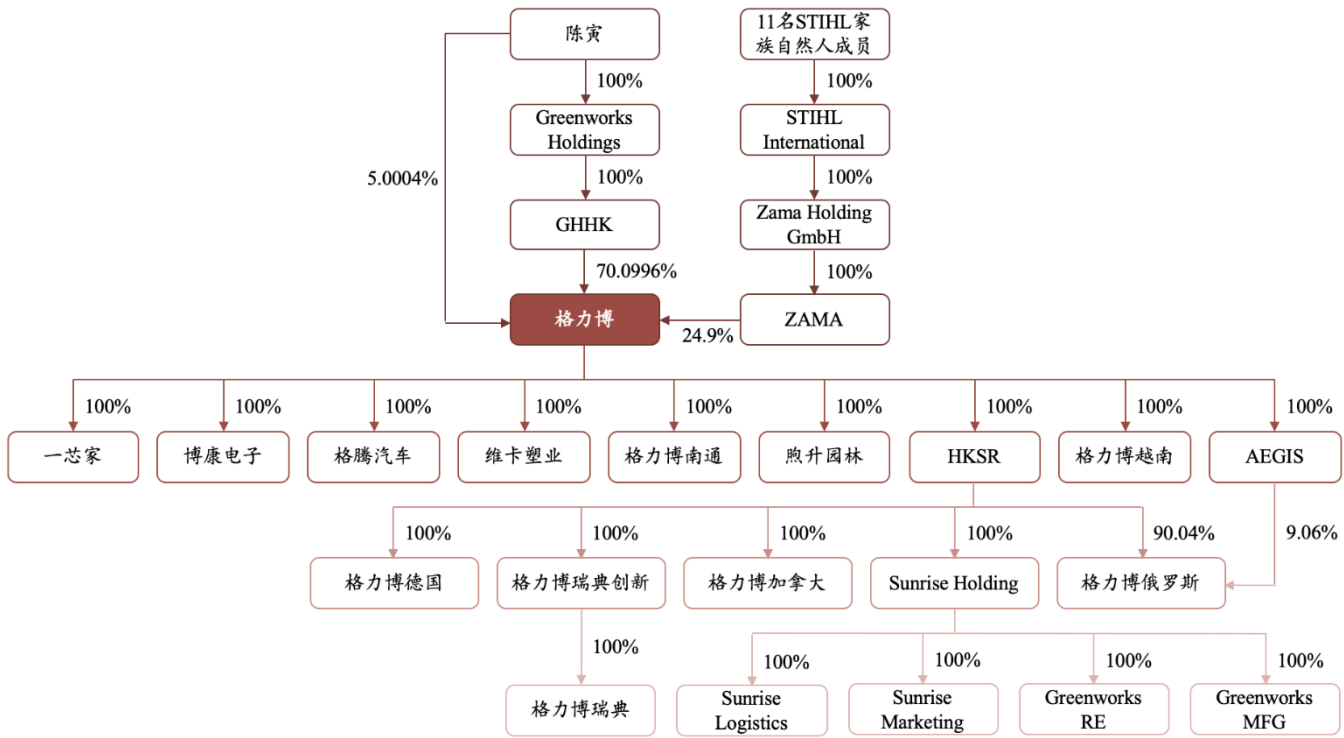 陈寅
11名STIHL家
族自然人成员
100%
100%
Greenworks
Holdings
STIHL
International
5.0004%
100%
100%
GHHK
Zama Holding
GmbH
70.0996%
100%
格力博
ZAMA
24.9%
100%
100%
100%
100%
100%
100%
100%
100%
100%
一芯家
博康电子
格腾汽车
维卡塑业
格力博南通
煦升园林
HKSR
格力博越南
AEGIS
100%
100%
100%
100%
90.04%
9.06%
格力博德国
格力博瑞典创新
格力博加拿大
Sunrise Holding
格力博俄罗斯
100%
100%
100%
100%
100%
格力博瑞典
Sunrise
Logistics
Sunrise
Marketing
Greenworks
RE
Greenworks
MFG